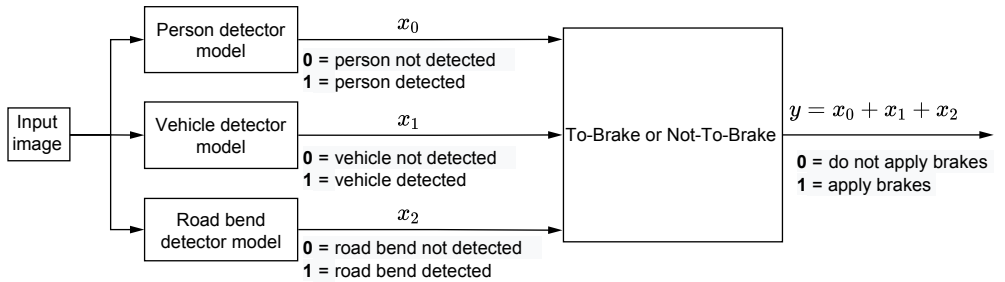 Person detector
model
x₀
0 = person not detected
1 = person detected
Input
image
Vehicle detector
model
x₁
0 = vehicle not detected
1 = vehicle detected
Road bend
detector model
x₂
0 = road bend not detected
1 = road bend detected
To-Brake or Not-To-Brake
y = x₀ + x₁ + x₂
0 = do not apply brakes
1 = apply brakes